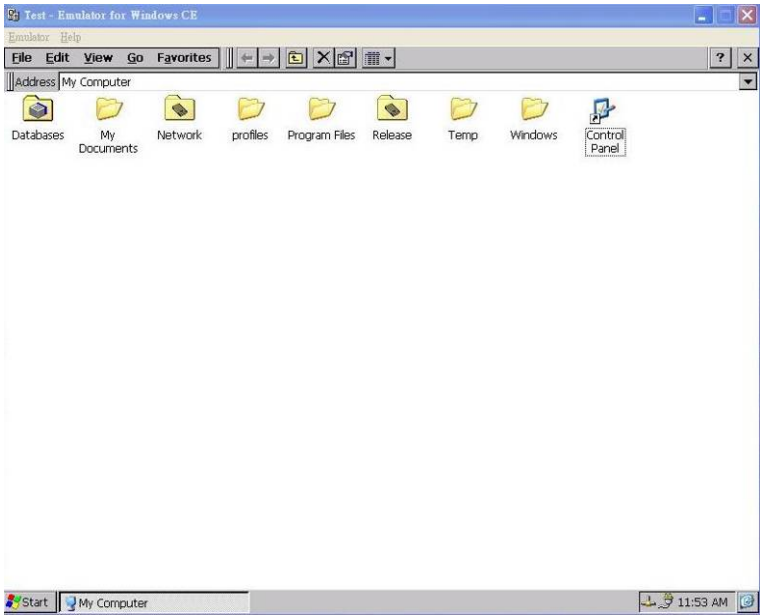 Test - Emulator for Windows CE
Emulator Help
File Edit View Go Favorites ? ×
Address My Computer
Databases My Documents Network profiles Program Files Release Temp Windows Control Panel
Start My Computer 11:53 AM